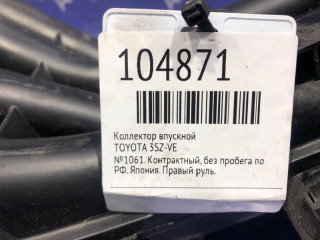 104871
Коллектор впускной
TOYOTA 3SZ-VE
№1061. Контрактный, без пробега по
РФ. Япония. Правый руль.